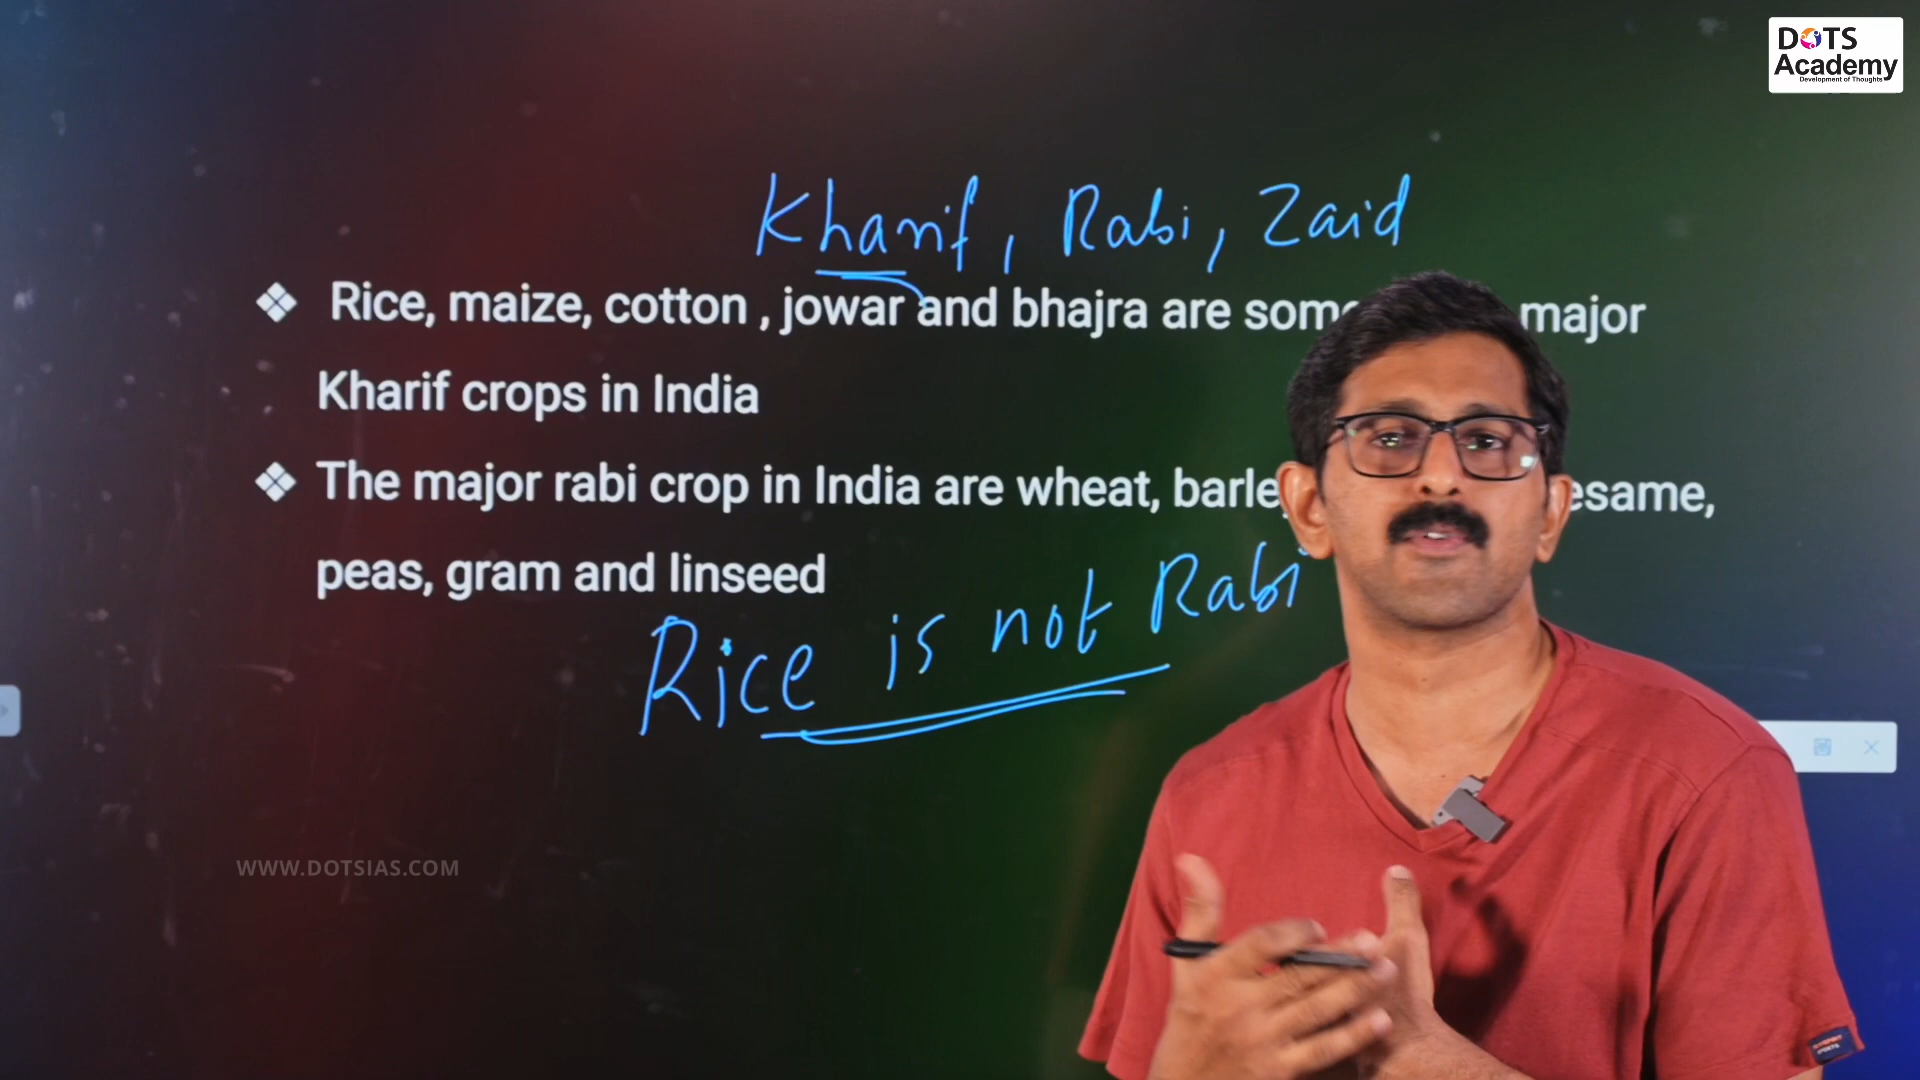 DOTS
Academy
Development of Thoughts
Kharif, Rabi, Zaid
❖ Rice, maize, cotton , jowar and bhajra are som major
Kharif crops in India
❖ The major rabi crop in India are wheat, barle esame,
peas, gram and linseed
Rice is not Rabi
WWW.DOTSIAS.COM